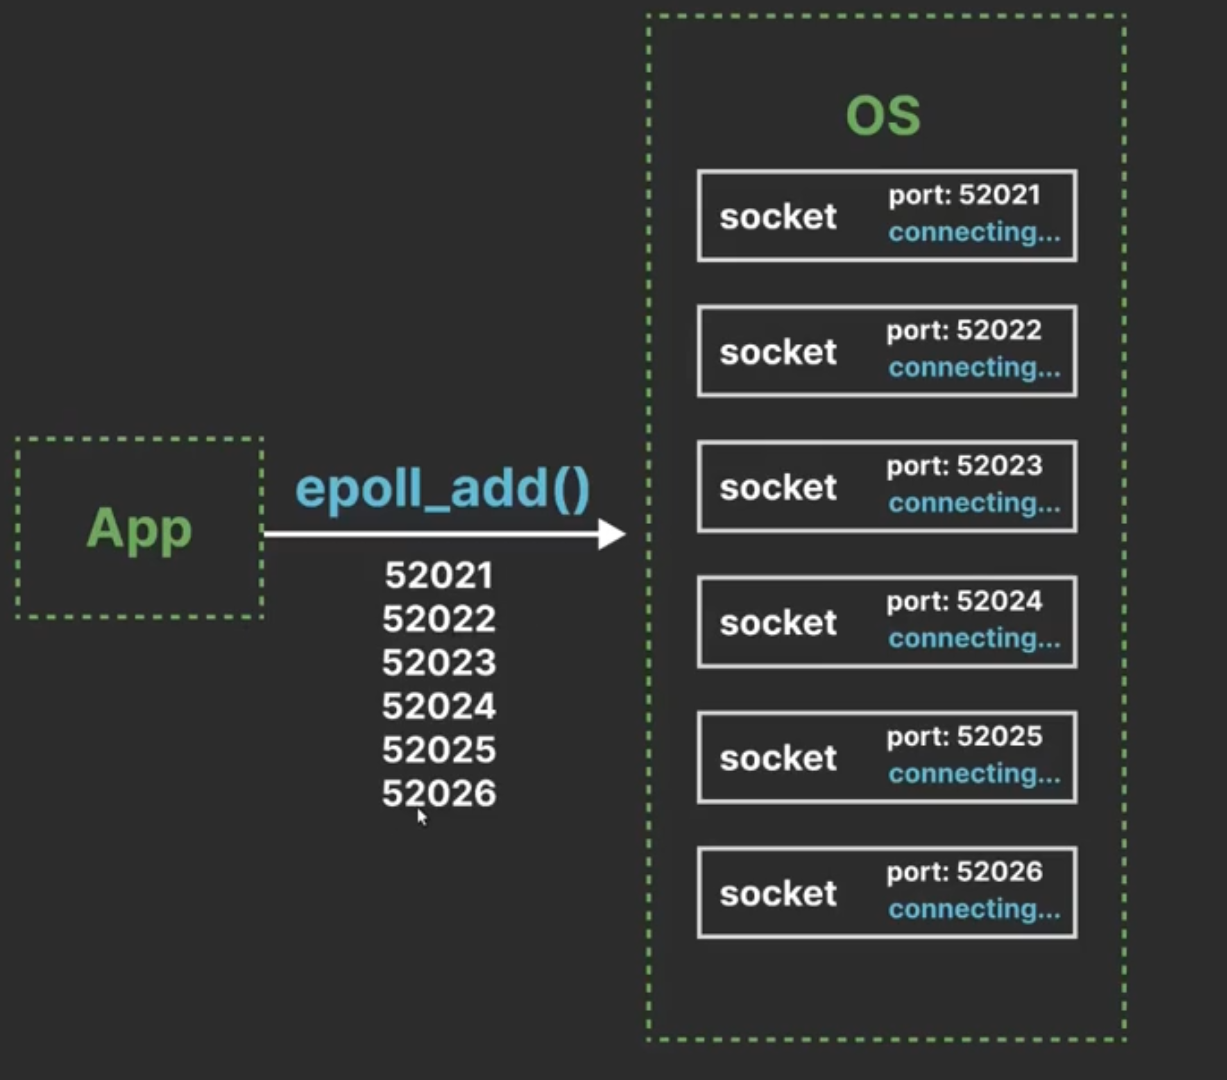 OS
socket
port: 52021
connecting...
socket
port: 52022
connecting...
socket
port: 52023
connecting...
socket
port: 52024
connecting...
socket
port: 52025
connecting...
socket
port: 52026
connecting...
App
epoll_add()
52021
52022
52023
52024
52025
52026